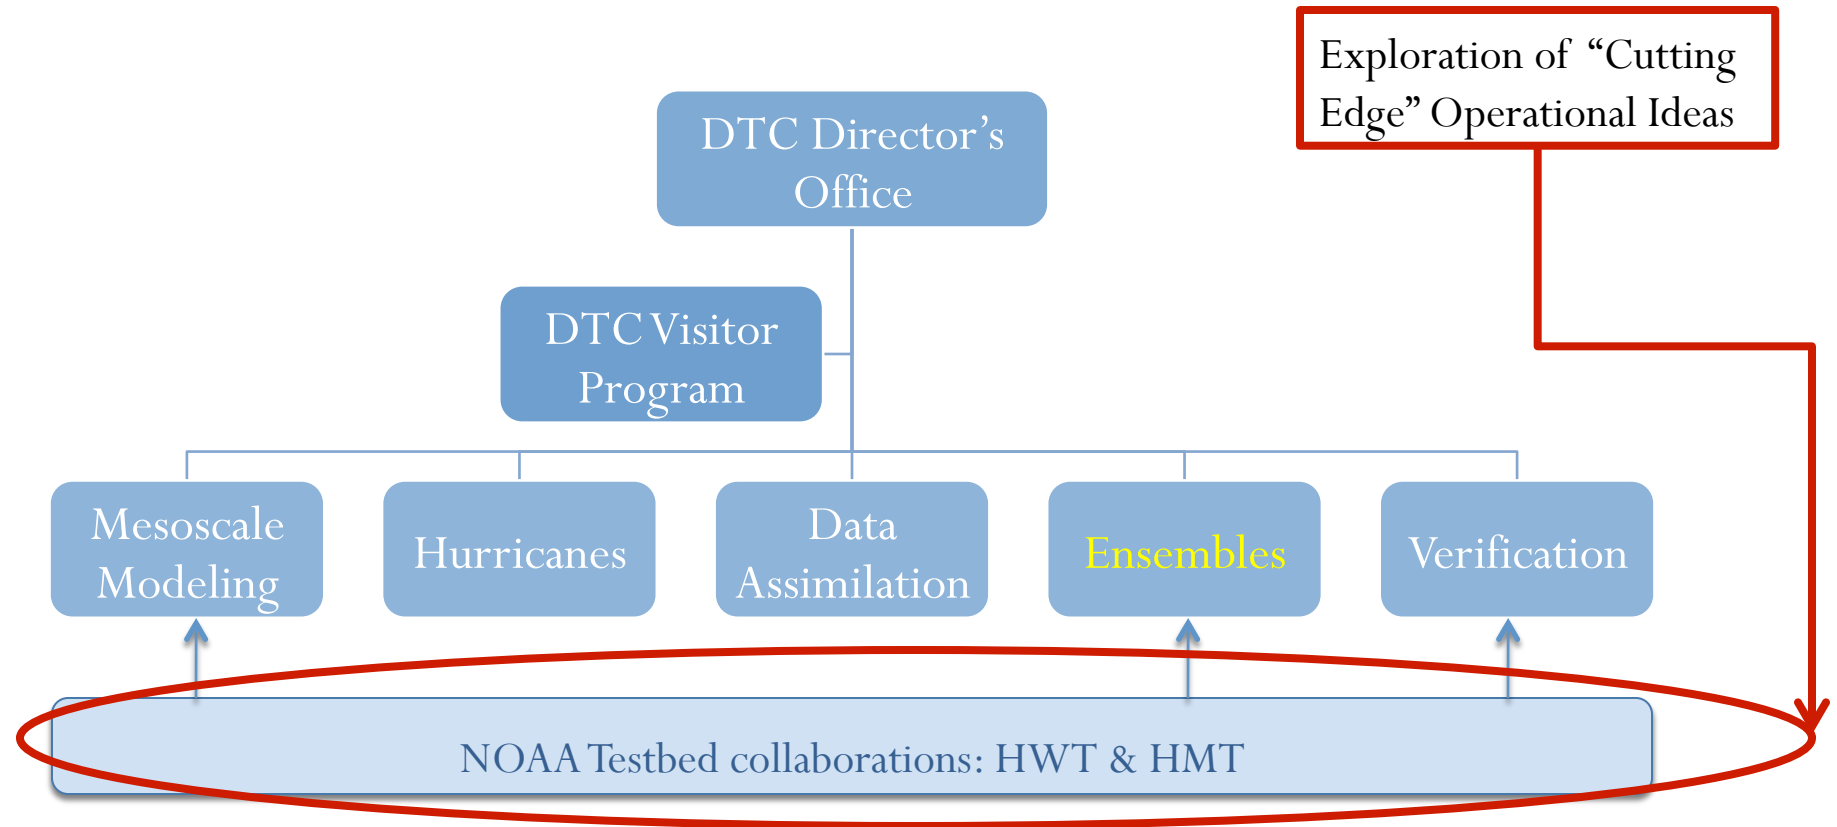 Exploration of “Cutting
Edge” Operational Ideas
DTC Director’s
Office
DTC Visitor
Program
Mesoscale
Modeling
Hurricanes
Data
Assimilation
Ensembles
Verification
NOAA Testbed collaborations: HWT & HMT